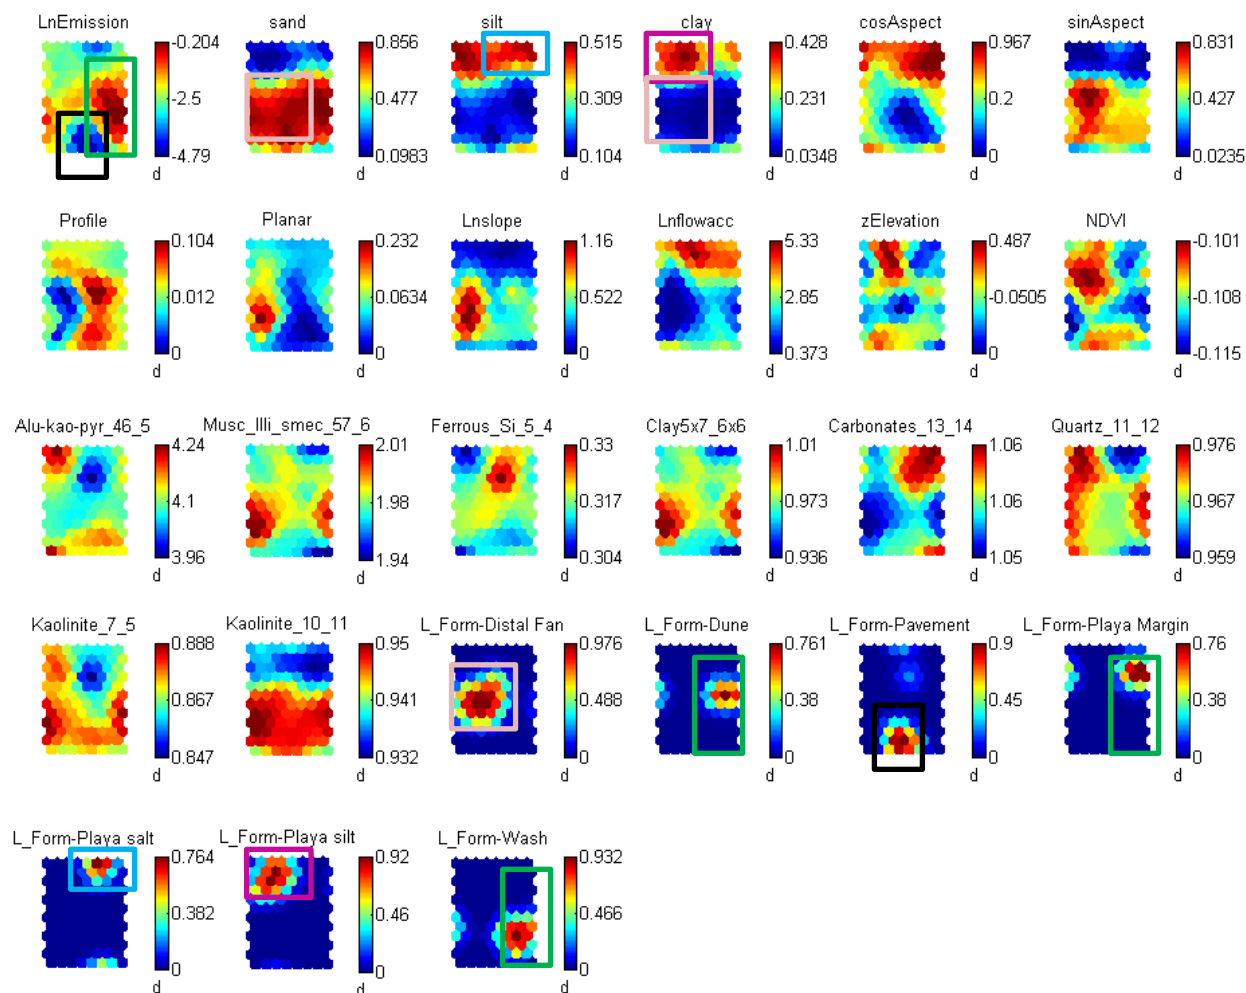 LnEmission
-0.204
-2.5
-4.79
d
sand
0.856
0.477
0.0983
silt
0.515
0.309
0.104
clay
0.428
0.231
0.0348
d
cosAspect
0.967
0.2
0
d
sinAspect
0.831
0.427
0.0235
d
Profile
0.104
0.012
0
d
Planar
0.232
0.0634
0
d
Lnslope
1.16
0.522
0
d
Lnflowacc
5.33
2.85
0.373
d
zElevation
0.487
-0.0505
0
d
NDVI
-0.101
-0.108
-0.115
d
Alu-kao-pyr_46_5
4.24
4.1
3.96
d
Musc_Illi_smec_57_6
2.01
1.98
1.94
d
Ferrous_Si_5_4
0.33
0.317
0.304
d
Clay5x7_6x6
1.01
0.973
0.936
d
Carbonates_13_14
1.06
1.06
1.05
d
Quartz_11_12
0.976
0.967
0.959
d
Kaolinite_7_5
0.888
0.867
0.847
d
Kaolinite_10_11
0.95
0.941
0.932
d
L_Form-Distal Fan
0.976
0.488
0
d
L_Form-Dune
0.761
0.38
0
d
L_Form-Pavement
0.9
0.45
0
d
L_Form-Playa Margin
0.76
0.38
0
d
L_Form-Playa salt
0.764
0.382
0
d
L_Form-Playa silt
0.92
0.46
0
d
L_Form-Wash
0.932
0.466
0
d